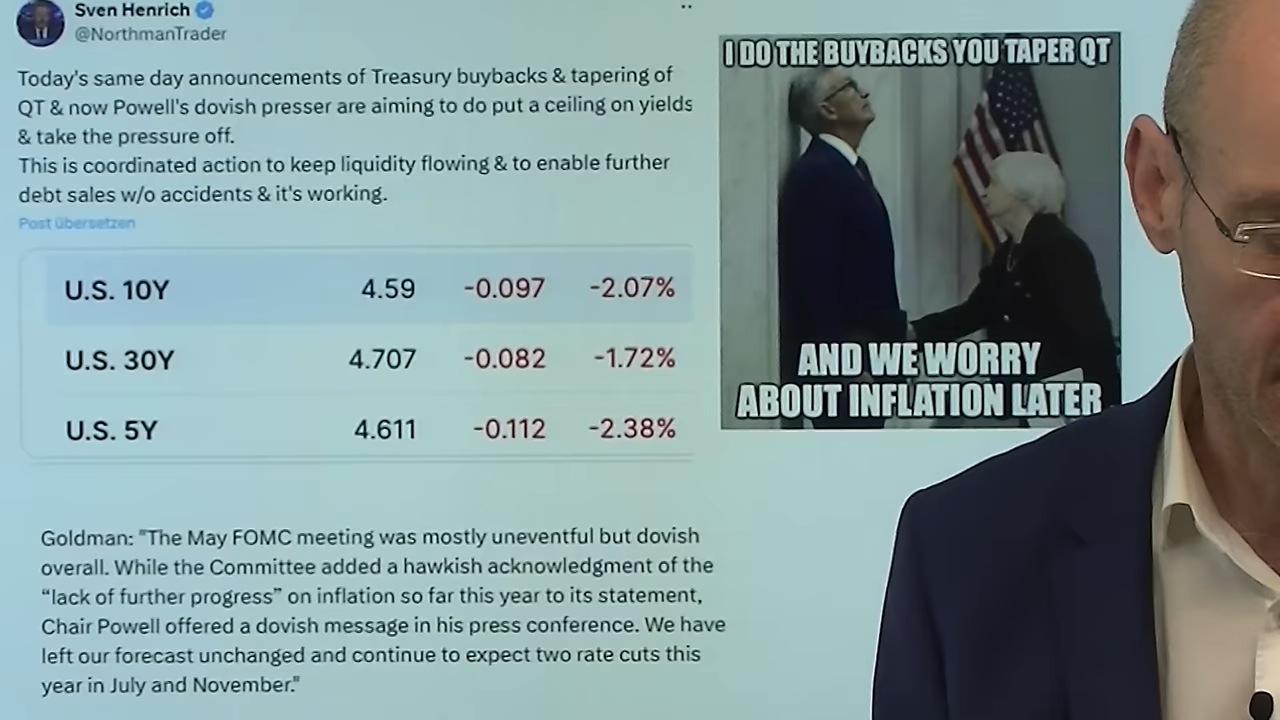 Sven Henrich
@NorthmanTrader
Today's same day announcements of Treasury buybacks & tapering of
QT & now Powell's dovish presser are aiming to do put a ceiling on yields
& take the pressure off.
This is coordinated action to keep liquidity flowing & to enable further
debt sales w/o accidents & it's working.
Post übersetzen
U.S. 10Y 4.59 -0.097 -2.07%
U.S. 30Y 4.707 -0.082 -1.72%
U.S. 5Y 4.611 -0.112 -2.38%
I DO THE BUYBACKS YOU TAPER QT
AND WE WORRY
ABOUT INFLATION LATER
Goldman: "The May FOMC meeting was mostly uneventful but dovish
overall. While the Committee added a hawkish acknowledgment of the
“lack of further progress” on inflation so far this year to its statement,
Chair Powell offered a dovish message in his press conference. We have
left our forecast unchanged and continue to expect two rate cuts this
year in July and November."